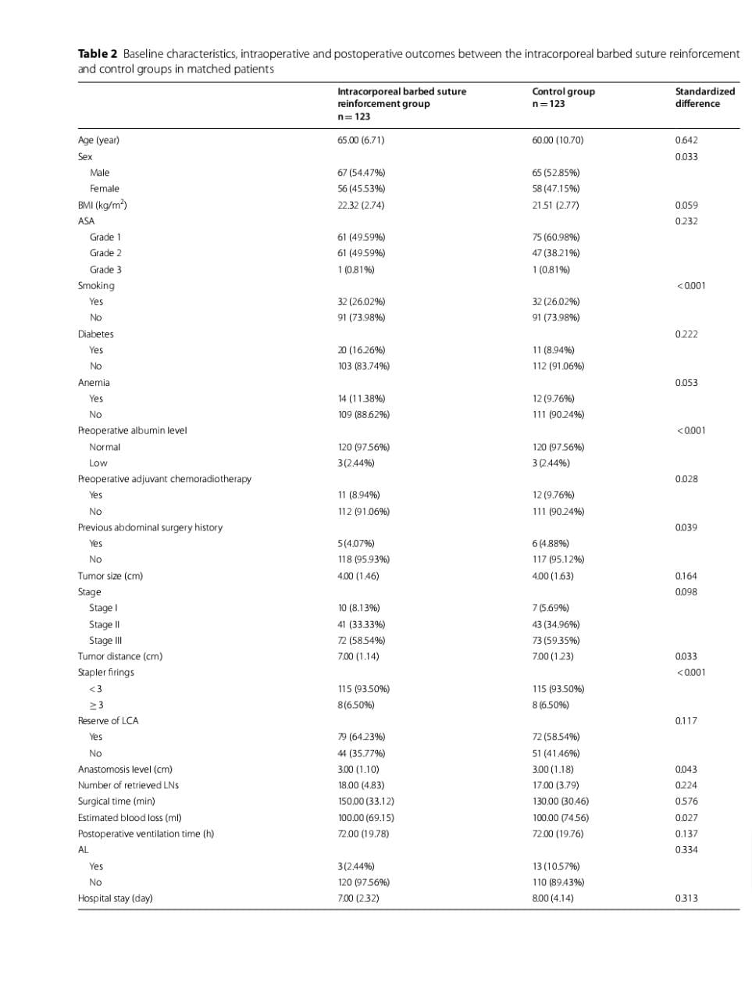 Table 2 Baseline characteristics, intraoperative and postoperative outcomes between the intracorporeal barbed suture reinforcement
and control groups in matched patients
Intracorporeal barbed suture reinforcement group n = 123 Control group n = 123 Standardized difference
Age (year) 65.00 (6.71) 60.00 (10.70) 0.642
Sex 0.033
Male 67 (54.47%) 65 (52.85%)
Female 56 (45.53%) 58 (47.15%)
BMI (kg/m²) 22.32 (2.74) 21.51 (2.77) 0.059
ASA 0.232
Grade 1 61 (49.59%) 75 (60.98%)
Grade 2 61 (49.59%) 47 (38.21%)
Grade 3 1 (0.81%) 1 (0.81%)
Smoking <0.001
Yes 32 (26.02%) 32 (26.02%)
No 91 (73.98%) 91 (73.98%)
Diabetes 0.222
Yes 20 (16.26%) 11 (8.94%)
No 103 (83.74%) 112 (91.06%)
Anemia 0.053
Yes 14 (11.38%) 12 (9.76%)
No 109 (88.62%) 111 (90.24%)
Preoperative albumin level <0.001
Normal 120 (97.56%) 120 (97.56%)
Low 3 (2.44%) 3 (2.44%)
Preoperative adjuvant chemoradiotherapy 0.028
Yes 11 (8.94%) 12 (9.76%)
No 112 (91.06%) 111 (90.24%)
Previous abdominal surgery history 0.039
Yes 5 (4.07%) 6 (4.88%)
No 118 (95.93%) 117 (95.12%)
Tumor size (cm) 4.00 (1.46) 4.00 (1.63) 0.164
Stage 0.098
Stage I 10 (8.13%) 7 (5.69%)
Stage II 41 (33.33%) 43 (34.96%)
Stage III 72 (58.54%) 73 (59.35%)
Tumor distance (cm) 7.00 (1.14) 7.00 (1.23) 0.033
Stapler firings <0.001
<3 115 (93.50%) 115 (93.50%)
≥3 8 (6.50%) 8 (6.50%)
Reserve of LCA 0.117
Yes 79 (64.23%) 72 (58.54%)
No 44 (35.77%) 51 (41.46%)
Anastomosis level (cm) 3.00 (1.10) 3.00 (1.18) 0.043
Number of retrieved LNs 18.00 (4.83) 17.00 (3.79) 0.224
Surgical time (min) 150.00 (33.12) 130.00 (30.46) 0.576
Estimated blood loss (ml) 100.00 (69.15) 100.00 (74.56) 0.027
Postoperative ventilation time (h) 72.00 (19.78) 72.00 (19.76) 0.137
AL 0.334
Yes 3 (2.44%) 13 (10.57%)
No 120 (97.56%) 110 (89.43%)
Hospital stay (day) 7.00 (2.32) 8.00 (4.14) 0.313